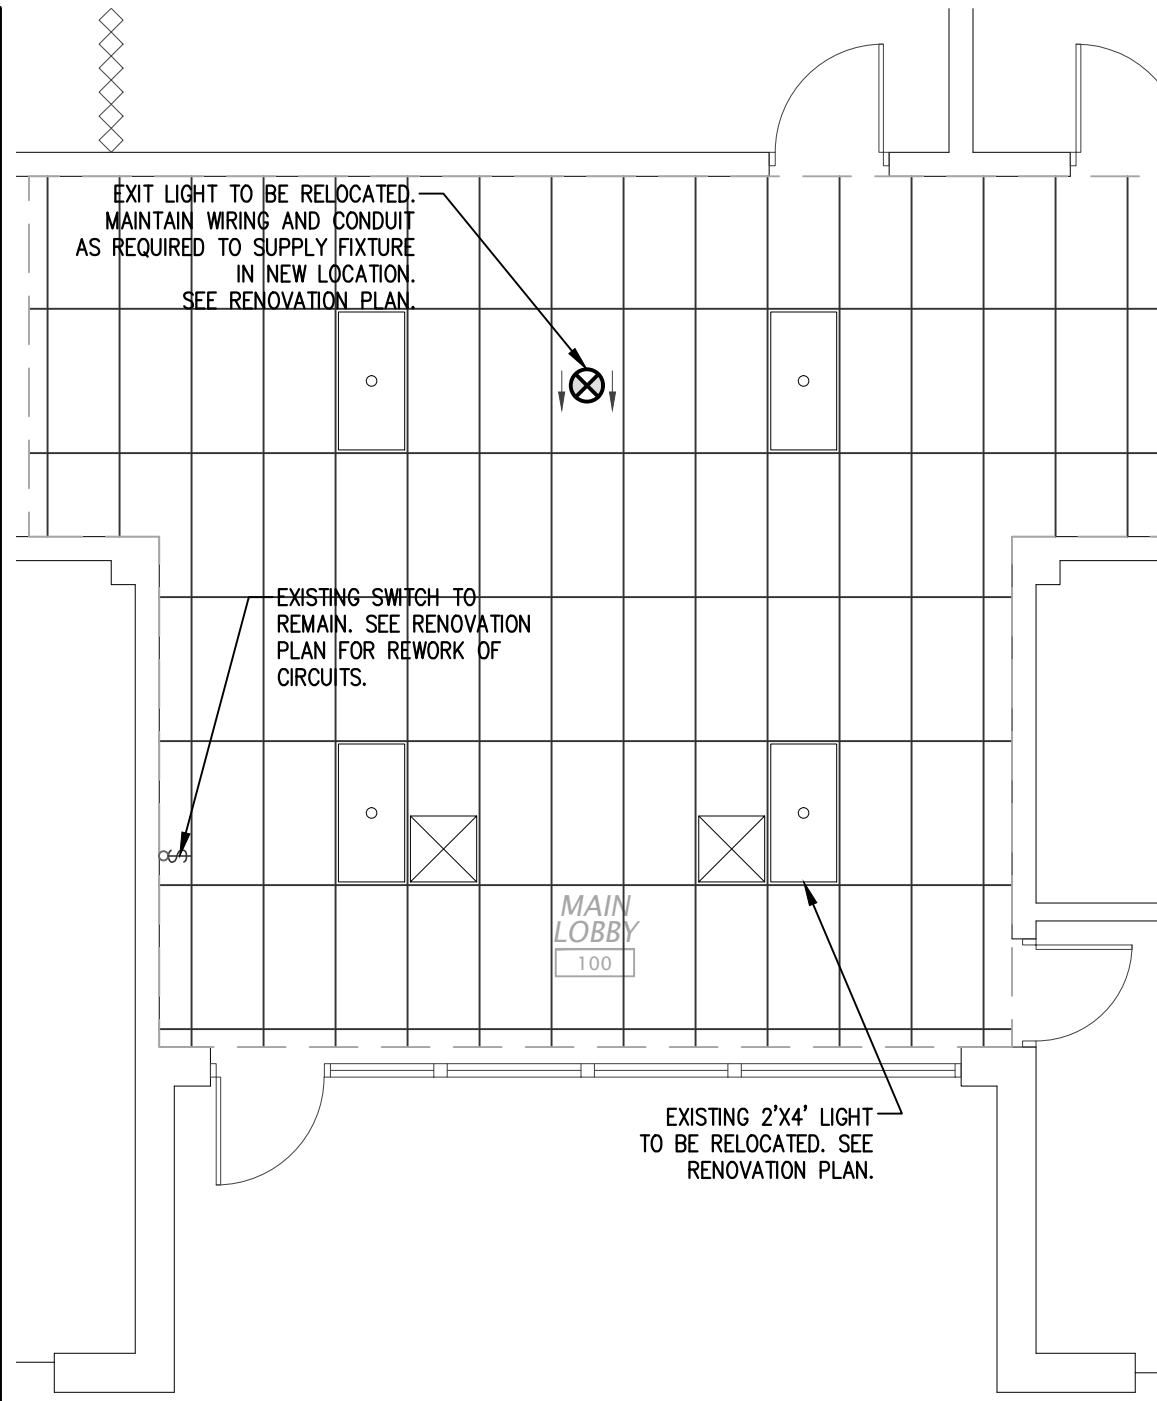 EXIT LIGHT TO BE RELOCATED.
MAINTAIN WIRING AND CONDUIT
AS REQUIRED TO SUPPLY FIXTURE
IN NEW LOCATION.
SEE RENOVATION PLAN.
EXISTING SWITCH TO
REMAIN. SEE RENOVATION
PLAN FOR REWORK OF
CIRCUITS.
MAIN
LOBBY
100
EXISTING 2'X4' LIGHT
TO BE RELOCATED. SEE
RENOVATION PLAN.